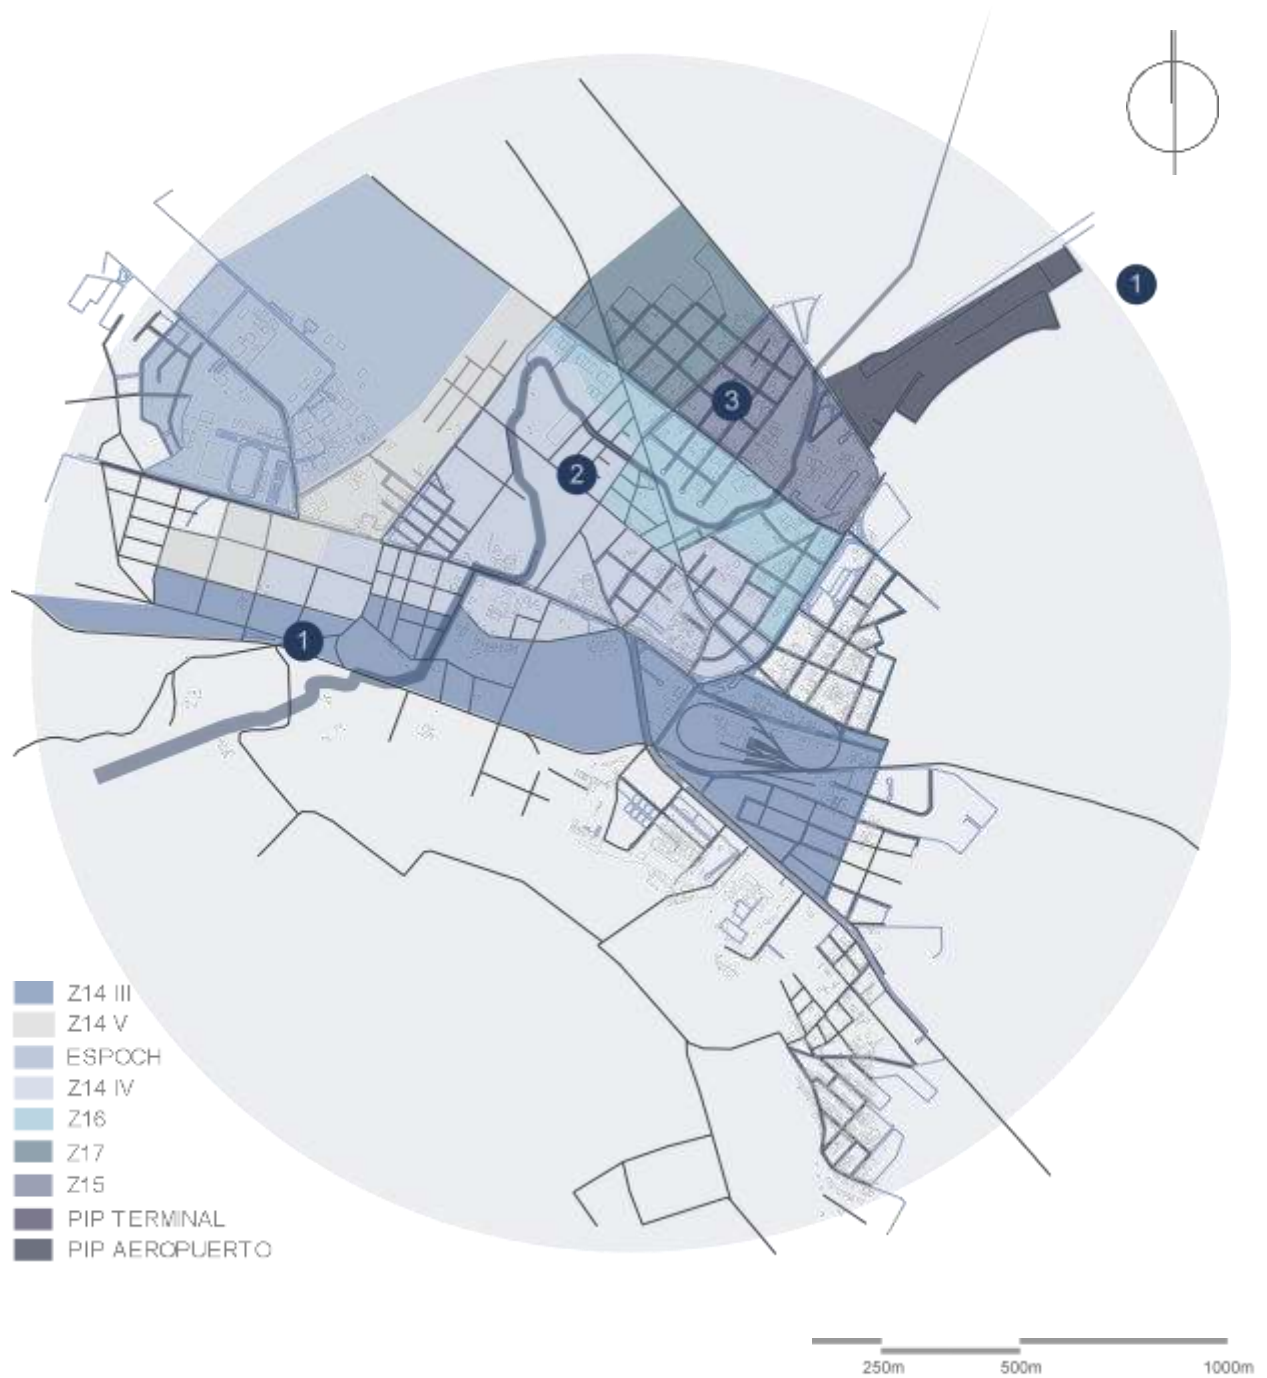 1
3
2
1
Z14 III
Z14 V
ESPOCH
Z14 IV
Z16
Z17
Z15
PIP TERMINAL
PIP AEROPUERTO
250m 500m 1000m